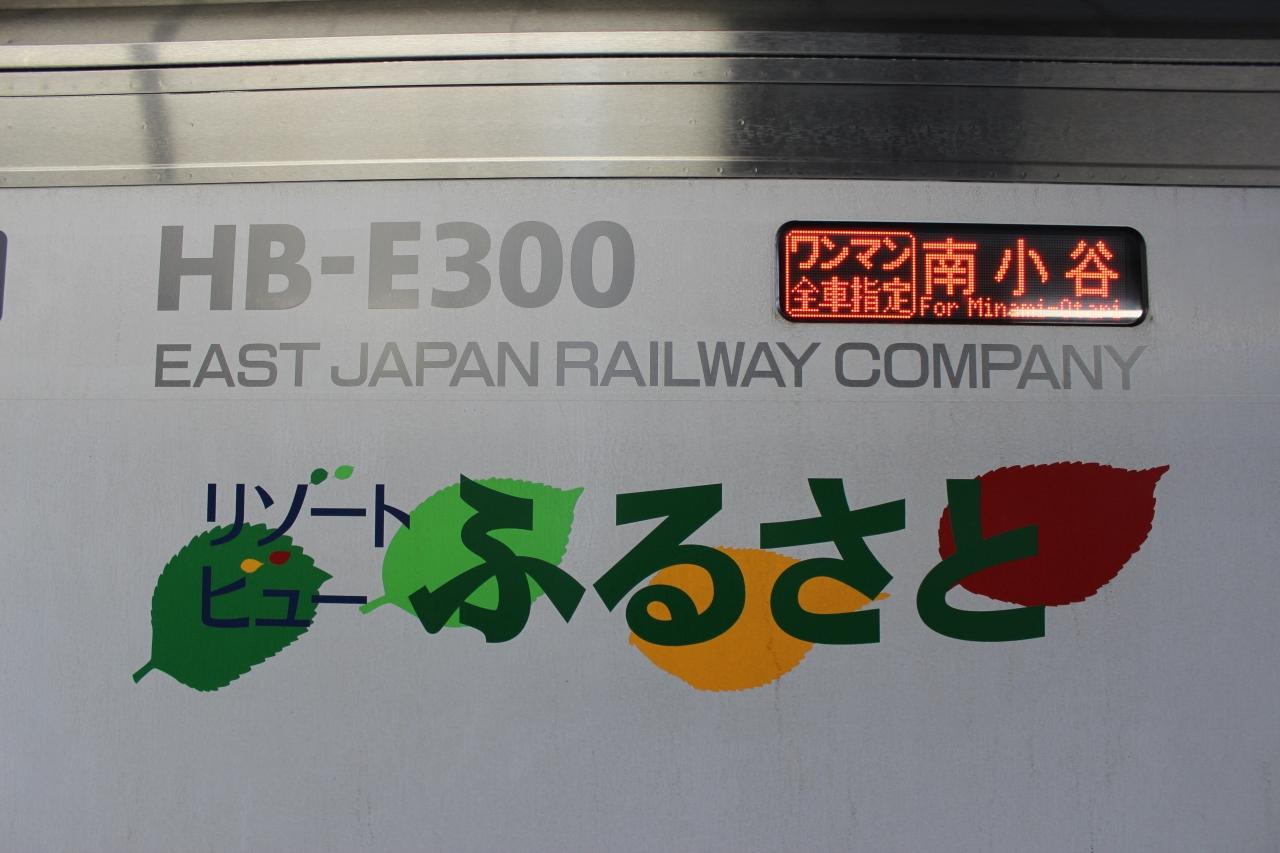 HB-E300
ワンマン
全車指定
南小谷
For Minami-Otari
EAST JAPAN RAILWAY COMPANY
リゾート
ビュー
ふるさと